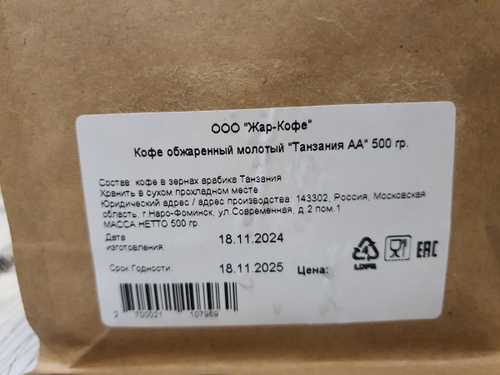 ООО "Жар-Кофе"
Кофе обжаренный молотый "Танзания АА" 500 гр.
Состав: кофе в зернах арабика Танзания
Хранить в сухом прохладном месте.
Юридический адрес / адрес производства: 143302, Россия, Московская
область, г.Наро-Фоминск, ул.Современная, д.2 пом.1
МАССА НЕТТО 500 гр
Дата
изготовления: 18.11.2024
Срок Годности: 18.11.2025 Цена:
LDPE
EAC
2 700021 107969